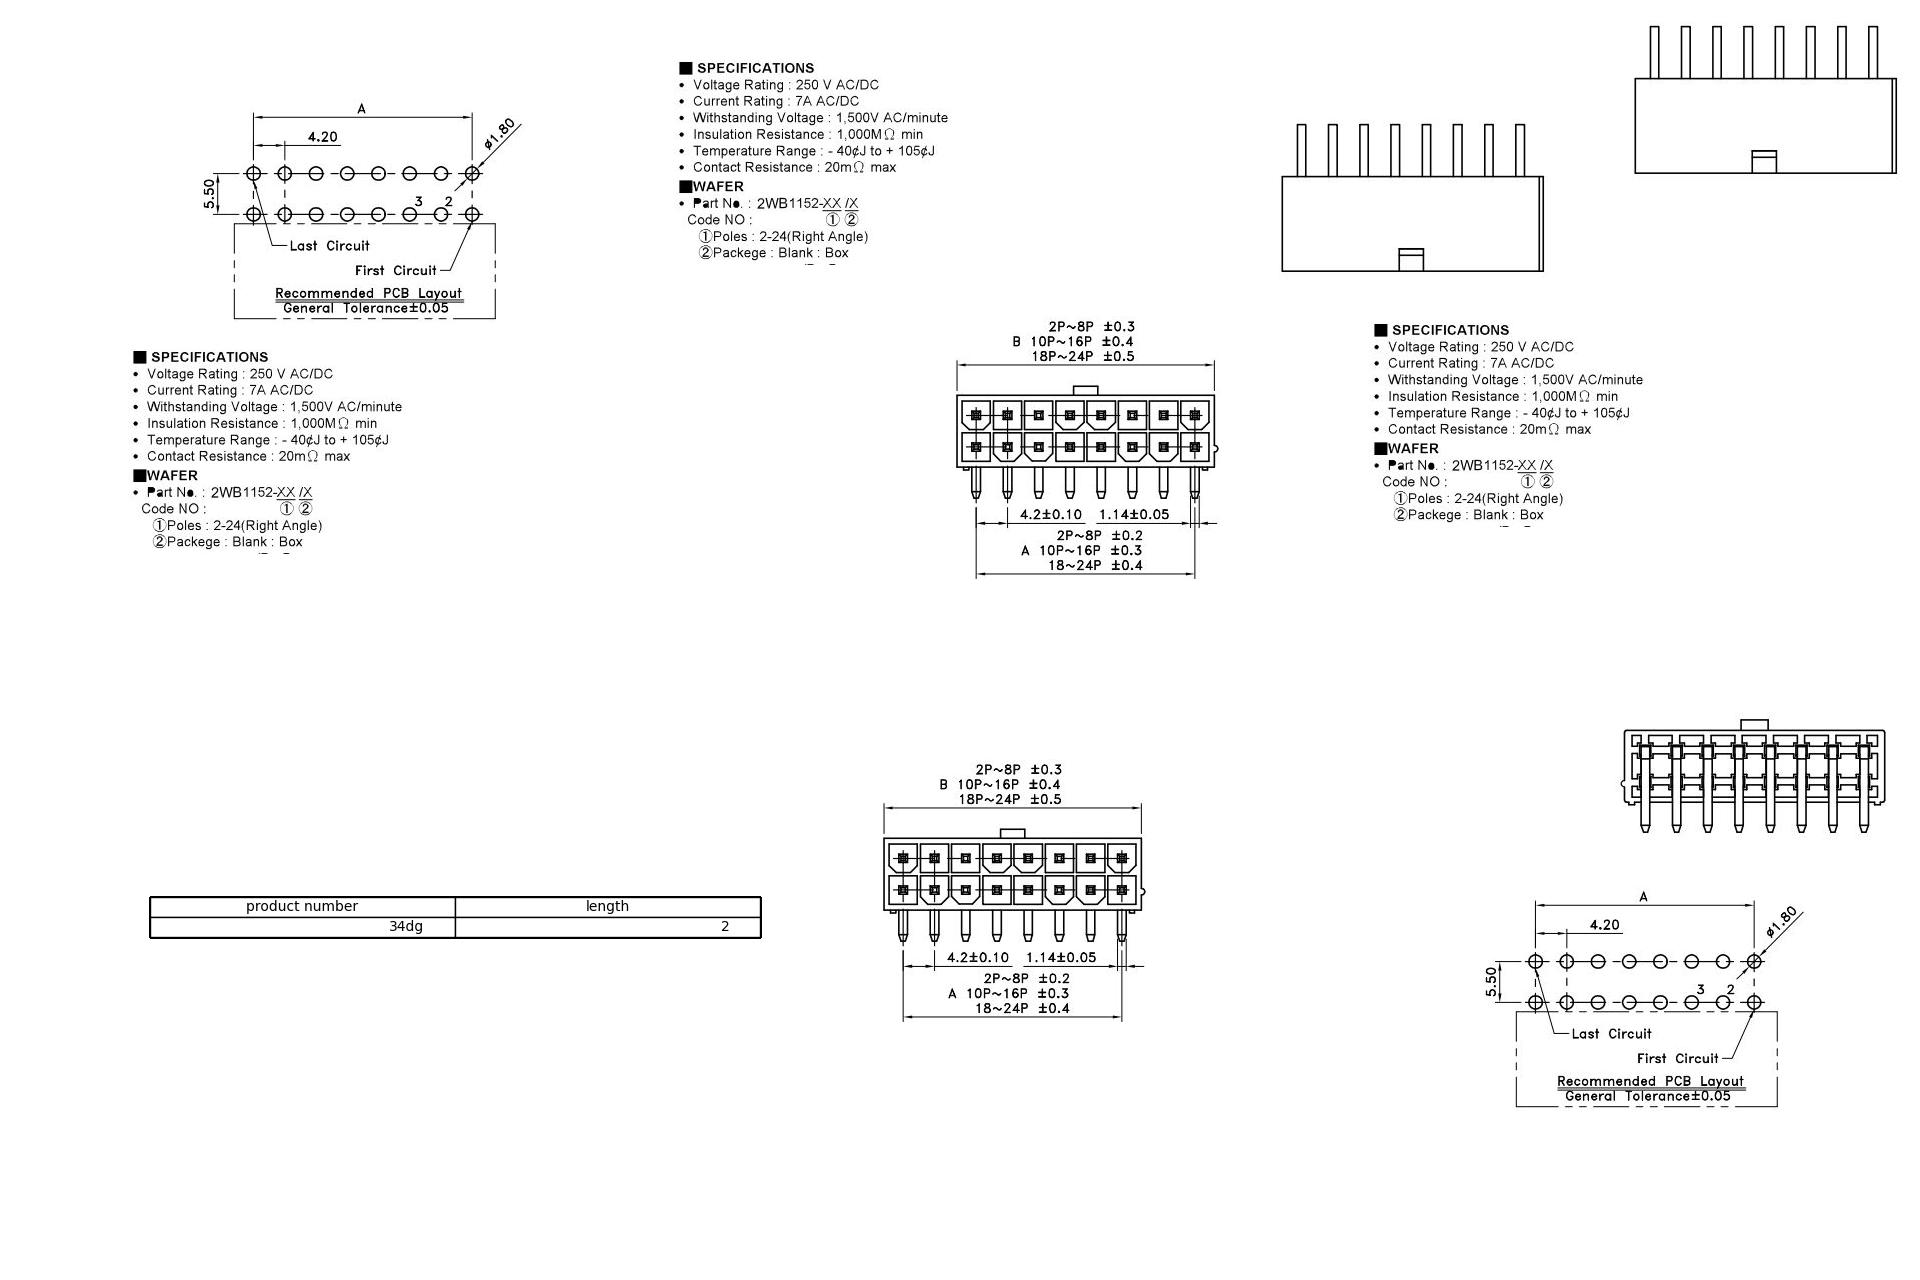 A
4.20
ø1.80
5.50
3 2
Last Circuit
First Circuit
Recommended PCB Layout
General Tolerance±0.05
■ SPECIFICATIONS
• Voltage Rating : 250 V AC/DC
• Current Rating : 7A AC/DC
• Withstanding Voltage : 1,500V AC/minute
• Insulation Resistance : 1,000MΩ min
• Temperature Range : - 40¢J to + 105¢J
• Contact Resistance : 20mΩ max
■WAFER
• Part No. : 2WB1152-XX /X
Code NO : ① ②
①Poles : 2-24(Right Angle)
②Packege : Blank : Box
■ SPECIFICATIONS
• Voltage Rating : 250 V AC/DC
• Current Rating : 7A AC/DC
• Withstanding Voltage : 1,500V AC/minute
• Insulation Resistance : 1,000MΩ min
• Temperature Range : - 40¢J to + 105¢J
• Contact Resistance : 20mΩ max
■WAFER
• Part No. : 2WB1152-XX /X
Code NO : ① ②
①Poles : 2-24(Right Angle)
②Packege : Blank : Box
2P~8P ±0.3
B 10P~16P ±0.4
18P~24P ±0.5
4.2±0.10 1.14±0.05
2P~8P ±0.2
A 10P~16P ±0.3
18~24P ±0.4
■ SPECIFICATIONS
• Voltage Rating : 250 V AC/DC
• Current Rating : 7A AC/DC
• Withstanding Voltage : 1,500V AC/minute
• Insulation Resistance : 1,000MΩ min
• Temperature Range : - 40¢J to + 105¢J
• Contact Resistance : 20mΩ max
■WAFER
• Part No. : 2WB1152-XX /X
Code NO : ① ②
①Poles : 2-24(Right Angle)
②Packege : Blank : Box
product number length
34dg 2
2P~8P ±0.3
B 10P~16P ±0.4
18P~24P ±0.5
4.2±0.10 1.14±0.05
2P~8P ±0.2
A 10P~16P ±0.3
18~24P ±0.4
A
4.20
ø1.80
5.50
3 2
Last Circuit
First Circuit
Recommended PCB Layout
General Tolerance±0.05